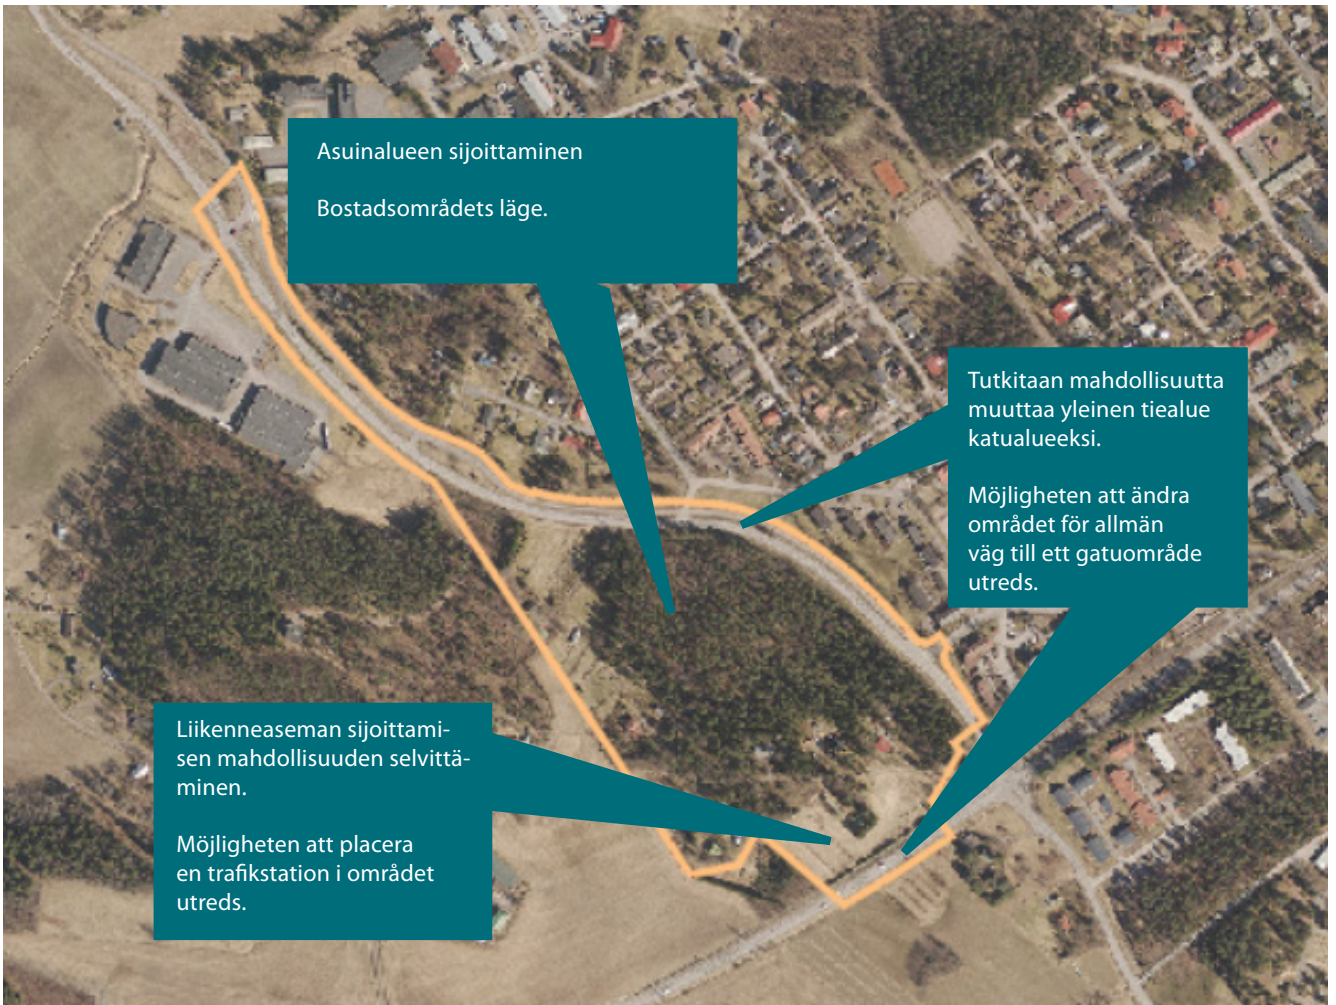 Asuinalueen sijoittaminen
Bostadsområdets läge.
Tutkitaan mahdollisuutta
muuttaa yleinen tiealue
katualueeksi.
Möjligheten att ändra
området för allmän
väg till ett gatuområde
utreds.
Liikenneaseman sijoittami-
sen mahdollisuuden selvittä-
minen.
Möjligheten att placera
en trafikstation i området
utreds.